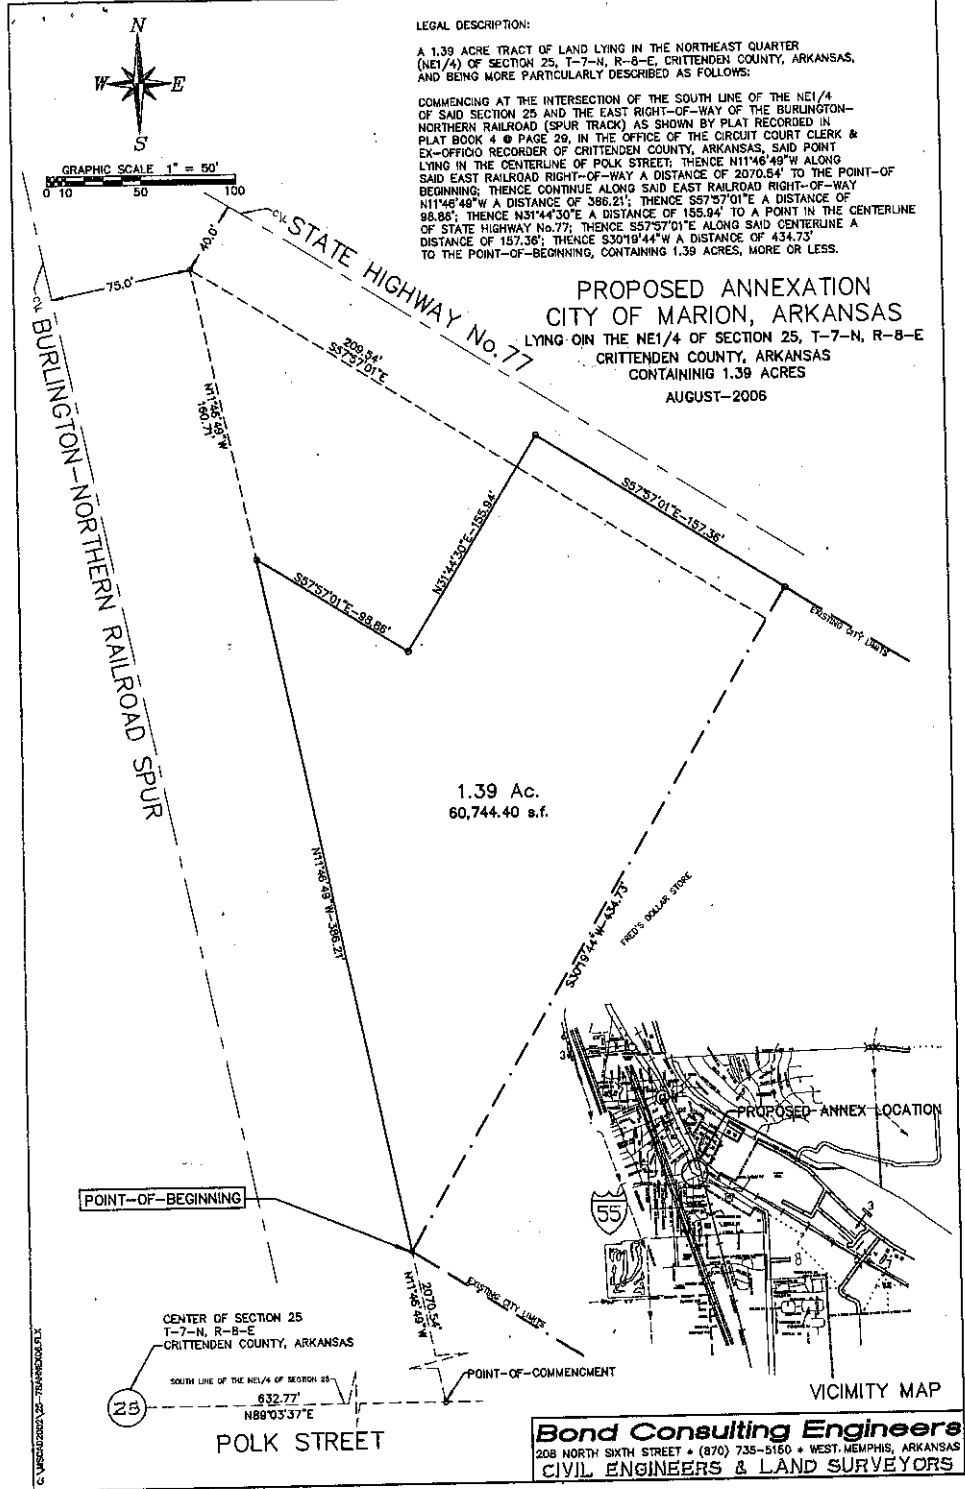 LEGAL DESCRIPTION:
A 1.39 ACRE TRACT OF LAND LYING IN THE NORTHEAST QUARTER
(NE1/4) OF SECTION 25, T-7-N, R-8-E, CRITTENDEN COUNTY, ARKANSAS,
AND BEING MORE PARTICULARLY DESCRIBED AS FOLLOWS:
COMMENCING AT THE INTERSECTION OF THE SOUTH LINE OF THE NE1/4
OF SAID SECTION 25 AND THE EAST RIGHT-OF-WAY OF THE BURLINGTON-
NORTHERN RAILROAD (SPUR TRACK) AS SHOWN BY PLAT RECORDED IN
PLAT BOOK 4 @ PAGE 29, IN THE OFFICE OF THE CIRCUIT COURT CLERK &
EX-OFFICIO RECORDER OF CRITTENDEN COUNTY, ARKANSAS, SAID POINT
LYING IN THE CENTERLINE OF POLK STREET; THENCE N11°46'49"W ALONG
SAID EAST RAILROAD RIGHT-OF-WAY A DISTANCE OF 2070.54' TO THE POINT-OF
BEGINNING; THENCE CONTINUE ALONG SAID EAST RAILROAD RIGHT-OF-WAY
N11°46'49"W A DISTANCE OF 386.21'; THENCE S57°57'01"E A DISTANCE OF
98.86'; THENCE N31°44'30"E A DISTANCE OF 155.94' TO A POINT IN THE CENTERLINE
OF STATE HIGHWAY No.77; THENCE S57°57'01"E ALONG SAID CENTERLINE A
DISTANCE OF 157.36'; THENCE S30°19'44"W A DISTANCE OF 434.73'
TO THE POINT-OF-BEGINNING, CONTAINING 1.39 ACRES, MORE OR LESS.
N
W E
S
GRAPHIC SCALE 1" = 50'
0 10 50 100
PROPOSED ANNEXATION
CITY OF MARION, ARKANSAS
LYING OIN THE NE1/4 OF SECTION 25, T-7-N, R-8-E
CRITTENDEN COUNTY, ARKANSAS
CONTAININIG 1.39 ACRES
AUGUST-2006
40.0'
75.0'
STATE HIGHWAY No. 77
BURLINGTON-NORTHERN RAILROAD SPUR
209.54'
S57°57'01"E
N11°46'49"W
160.71'
S57°57'01"E-157.36'
N31°44'30"E-155.94'
S57°57'01"E-98.86'
EXISTING CITY LIMITS
1.39 Ac.
60,744.40 s.f.
N11°46'49"W-386.21'
S30°19'44"W-434.73'
FRED'S DOLLAR STORE
PROPOSED ANNEX LOCATION
55
POINT-OF-BEGINNING
EXISTING CITY LIMITS
2070.54'
N11°46'49"W
CENTER OF SECTION 25
T-7-N, R-8-E
CRITTENDEN COUNTY, ARKANSAS
SOUTH LINE OF THE NE1/4 OF SECTION 25
25
632.77'
N89°03'37"E
POINT-OF-COMMENCMENT
POLK STREET
VICIMITY MAP
Bond Consulting Engineers
208 NORTH SIXTH STREET • (870) 735-5150 • WEST MEMPHIS, ARKANSAS
CIVIL ENGINEERS & LAND SURVEYORS